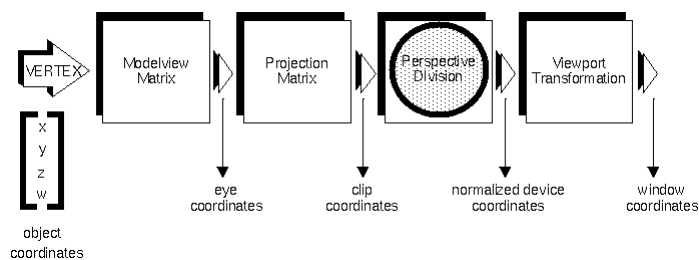 VERTEX
Modelview
Matrix
Projection
Matrix
Perspective
Division
Viewport
Transformation
x
y
z
w
object
coordinates
eye
coordinates
clip
coordinates
normalized device
coordinates
window
coordinates